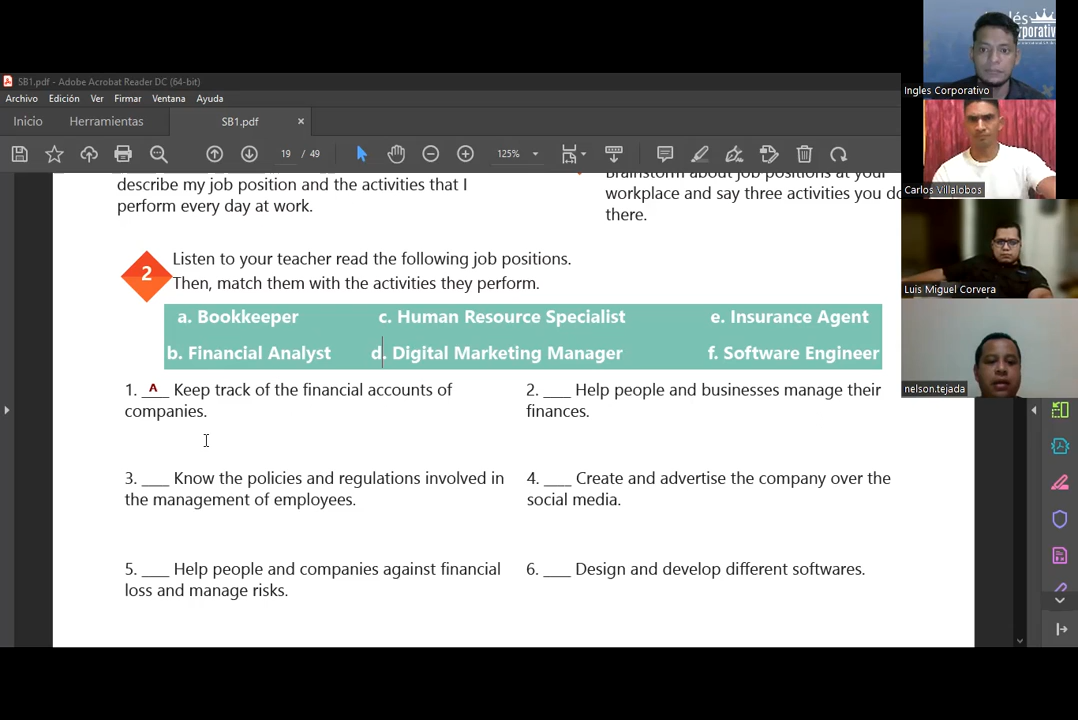 SB1.pdf - Adobe Acrobat Reader DC (64-bit)
Archivo Edición Ver Firmar Ventana Ayuda
Inicio Herramientas SB1.pdf ×
19 / 49 125%
describe my job position and the activities that I
perform every day at work.
brainstorm about job positions at your
workplace and say three activities you do
there.
2
Listen to your teacher read the following job positions.
Then, match them with the activities they perform.
a. Bookkeeper c. Human Resource Specialist e. Insurance Agent
b. Financial Analyst d. Digital Marketing Manager f. Software Engineer
1. A Keep track of the financial accounts of
companies.
2. ___ Help people and businesses manage their
finances.
3. ___ Know the policies and regulations involved in
the management of employees.
4. ___ Create and advertise the company over the
social media.
5. ___ Help people and companies against financial
loss and manage risks.
6. ___ Design and develop different softwares.
Ingles Corporativo
Carlos Villalobos
Luis Miguel Corvera
nelson.tejada